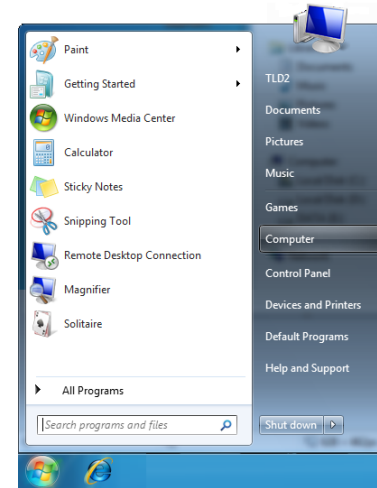 Paint
Getting Started
Windows Media Center
Calculator
Sticky Notes
Snipping Tool
Remote Desktop Connection
Magnifier
Solitaire
All Programs
Search programs and files
TLD2
Documents
Pictures
Music
Games
Computer
Control Panel
Devices and Printers
Default Programs
Help and Support
Shut down